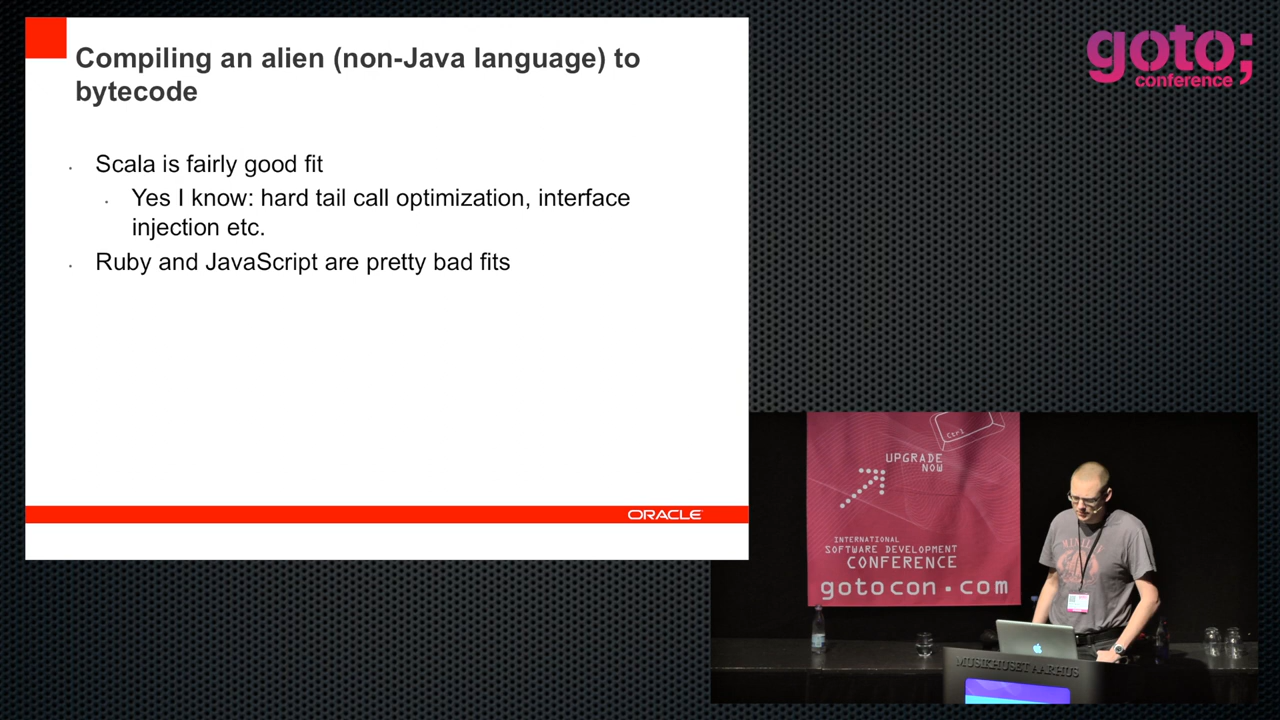 Compiling an alien (non-Java language) to
bytecode
Scala is fairly good fit
Yes I know: hard tail call optimization, interface
injection etc.
Ruby and JavaScript are pretty bad fits
ORACLE
goto;
conference
Ctrl
UPGRADE
NOW
INTERNATIONAL
SOFTWARE DEVELOPMENT
CONFERENCE
gotocon.com
MUSIKHUSET AARHUS